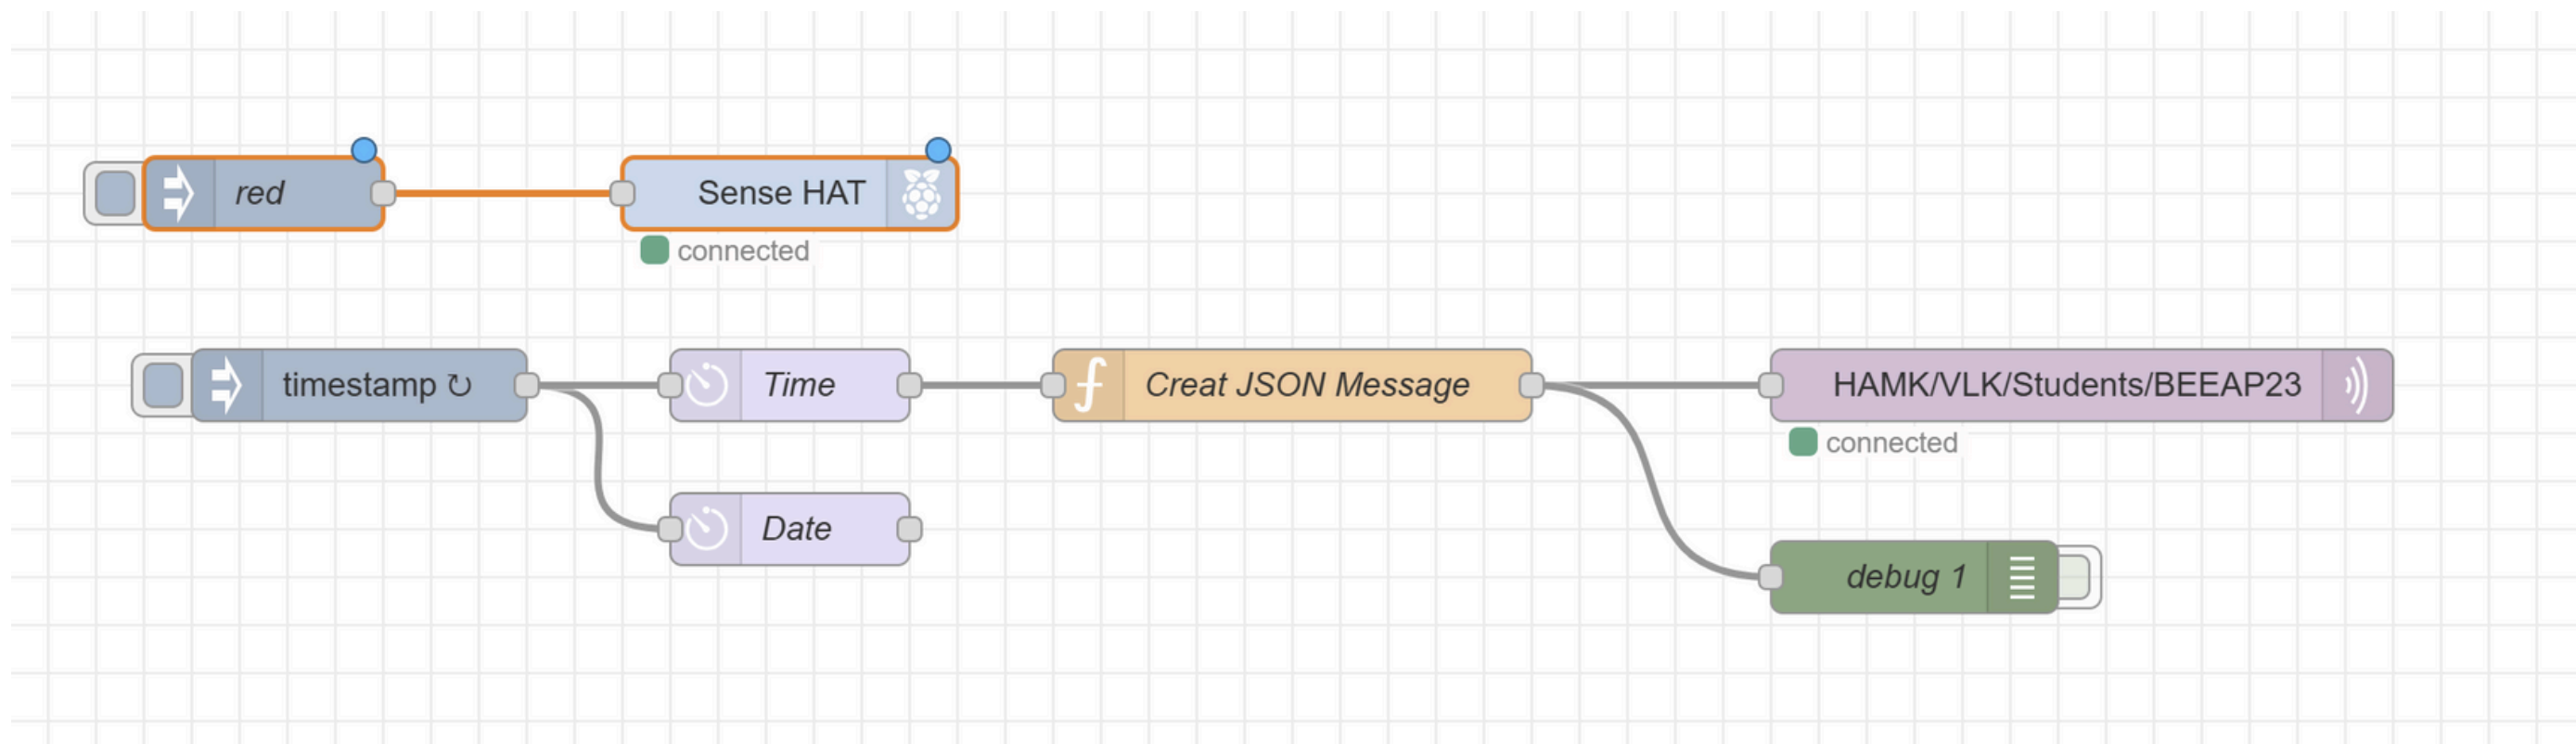 red
Sense HAT
connected
timestamp ↻
Time
Creat JSON Message
HAMK/VLK/Students/BEEAP23
connected
Date
debug 1